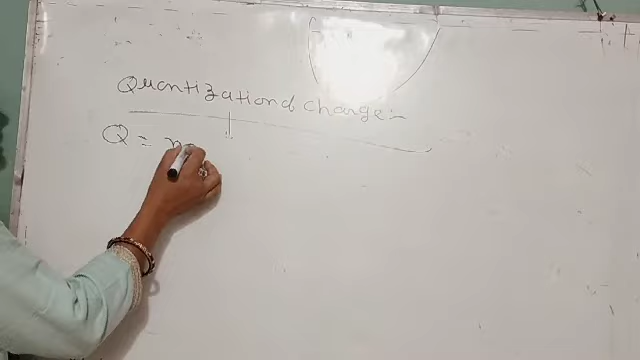 Quantization of Charge:-
Q = n